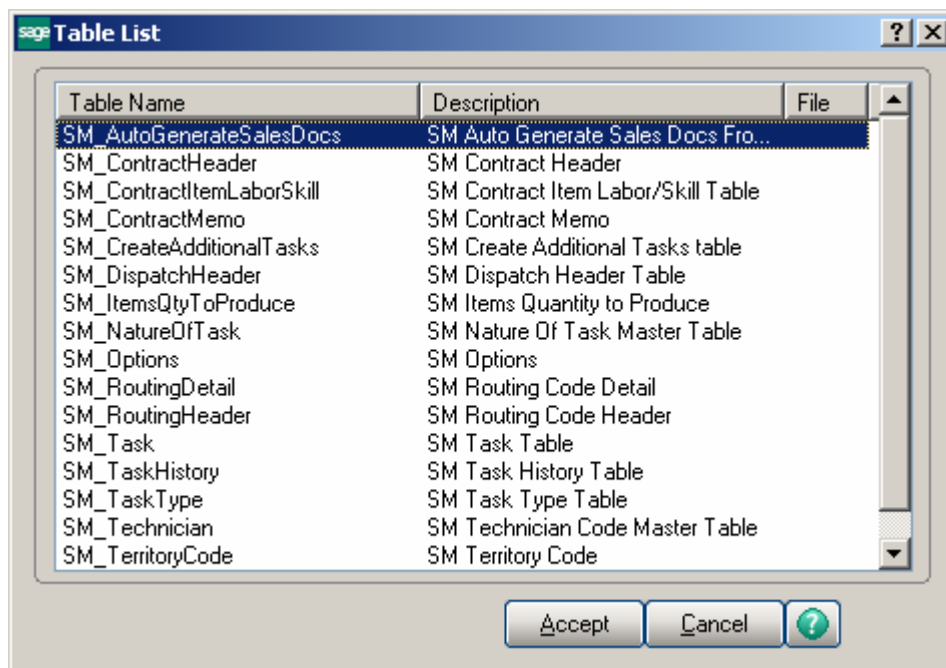 sage Table List
Table Name Description File
SM_AutoGenerateSalesDocs SM Auto Generate Sales Docs Fro...
SM_ContractHeader SM Contract Header
SM_ContractItemLaborSkill SM Contract Item Labor/Skill Table
SM_ContractMemo SM Contract Memo
SM_CreateAdditionalTasks SM Create Additional Tasks table
SM_DispatchHeader SM Dispatch Header Table
SM_ItemsQtyToProduce SM Items Quantity to Produce
SM_NatureOfTask SM Nature Of Task Master Table
SM_Options SM Options
SM_RoutingDetail SM Routing Code Detail
SM_RoutingHeader SM Routing Code Header
SM_Task SM Task Table
SM_TaskHistory SM Task History Table
SM_TaskType SM Task Type Table
SM_Technician SM Technician Code Master Table
SM_TerritoryCode SM Territory Code
Accept Cancel ?